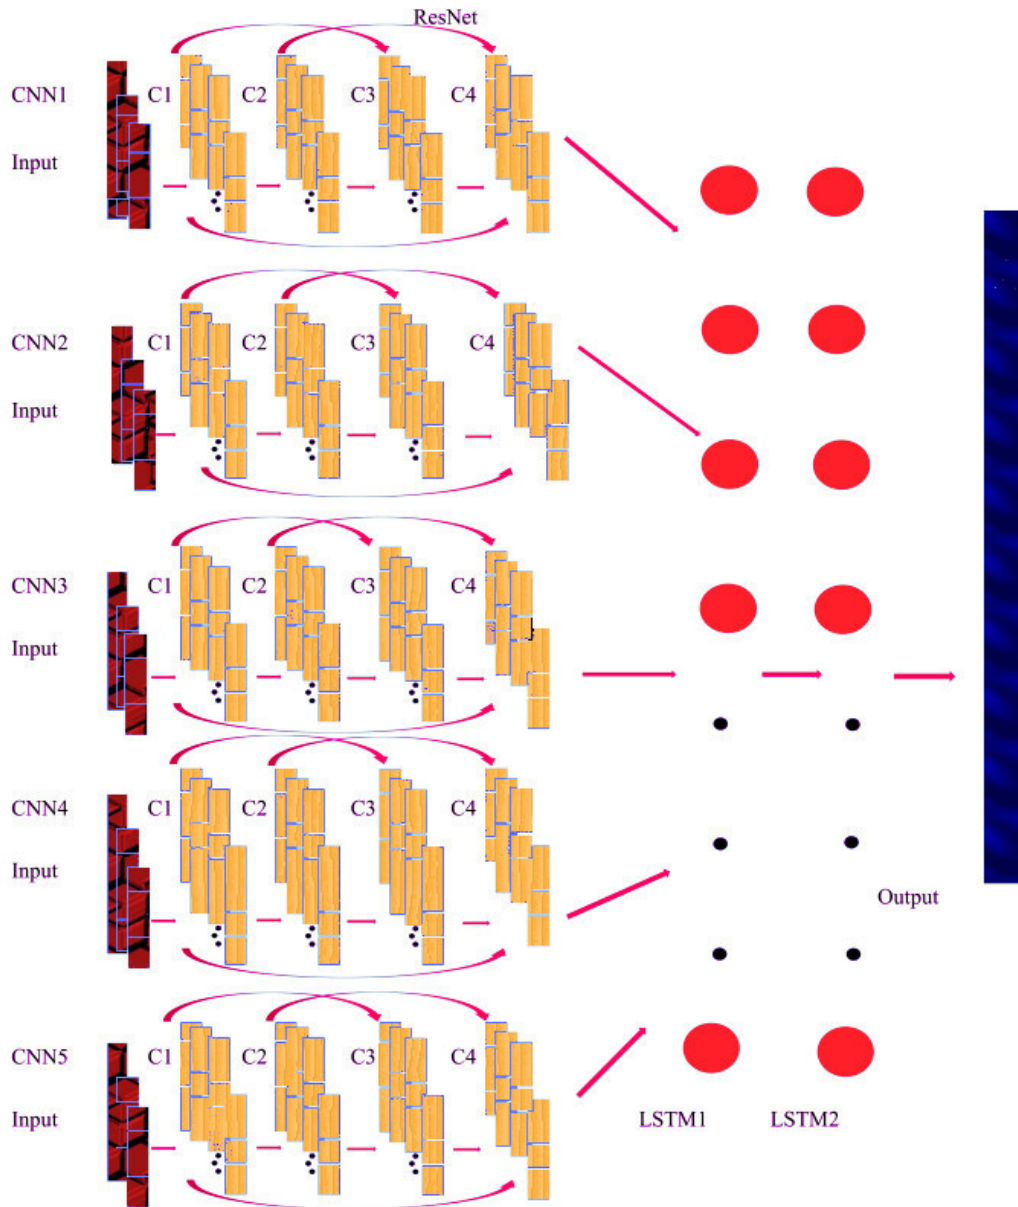 ResNet
CNN1 C1 C2 C3 C4
Input
CNN2 C1 C2 C3 C4
Input
CNN3 C1 C2 C3 C4
Input
CNN4 C1 C2 C3 C4
Input
Output
CNN5 C1 C2 C3 C4
Input LSTM1 LSTM2